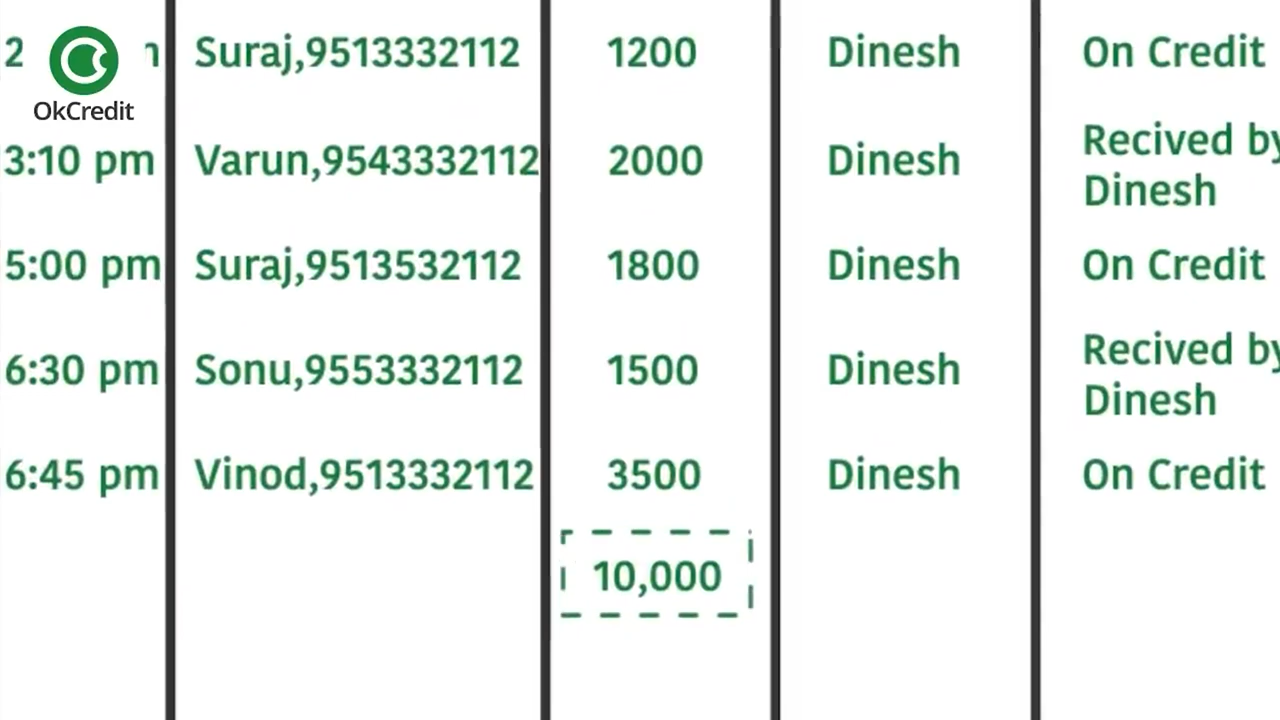 2 Suraj,9513332112 1200 Dinesh On Credit
OkCredit
3:10 pm Varun,9543332112 2000 Dinesh Recived by
Dinesh
5:00 pm Suraj,9513532112 1800 Dinesh On Credit
6:30 pm Sonu,9553332112 1500 Dinesh Recived by
Dinesh
6:45 pm Vinod,9513332112 3500 Dinesh On Credit
10,000